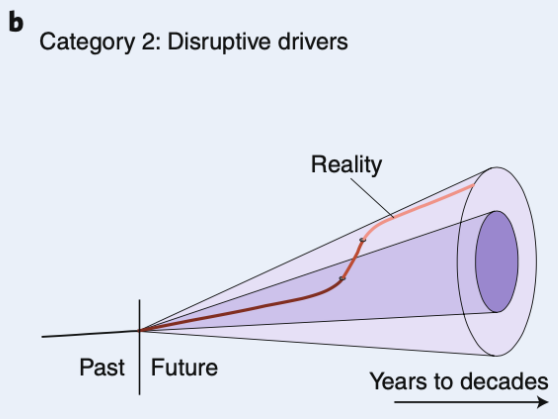 b
Category 2: Disruptive drivers
Reality
Past
Future
Years to decades